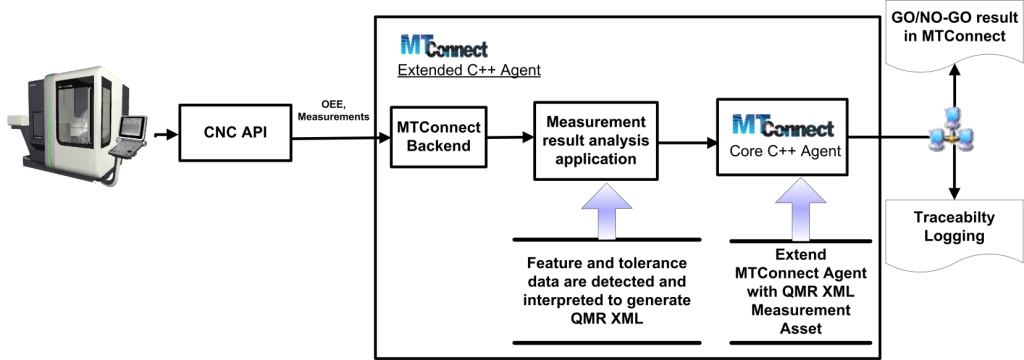 GO/NO-GO result
in MTConnect
MTConnect
Extended C++ Agent
OEE,
Measurements
CNC API
MTConnect
Backend
Measurement
result analysis
application
MTConnect
Core C++ Agent
Feature and tolerance
data are detected and
interpreted to generate
QMR XML
Extend
MTConnect Agent
with QMR XML
Measurement
Asset
Traceabilty
Logging